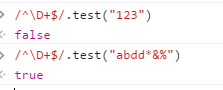 > /^\D+$/.test("123")
< false
> /^\D+$/.test("abdd*&%")
< true